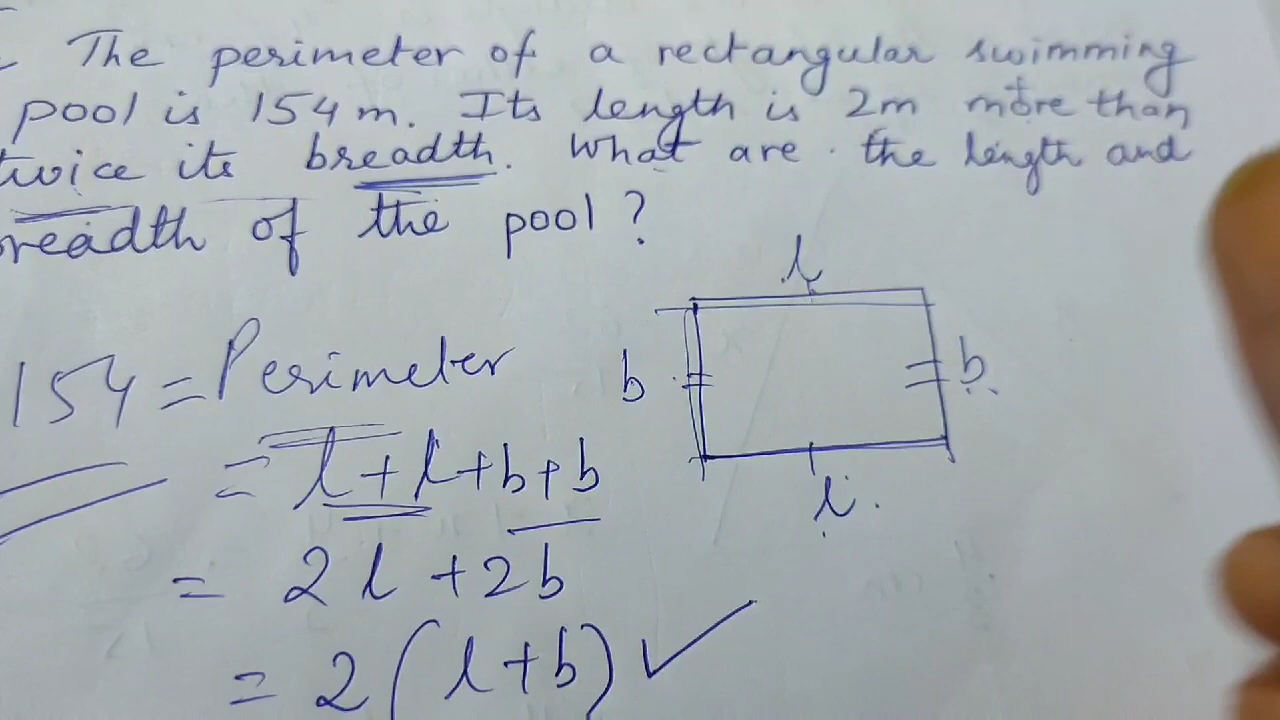 The perimeter of a rectangular swimming
pool is 154 m. Its length is 2m more than
twice its breadth. What are the length and
breadth of the pool?
l
154 = Perimeter
b
b
= l + l + b + b
l
= 2l + 2b
= 2(l+b) ✓